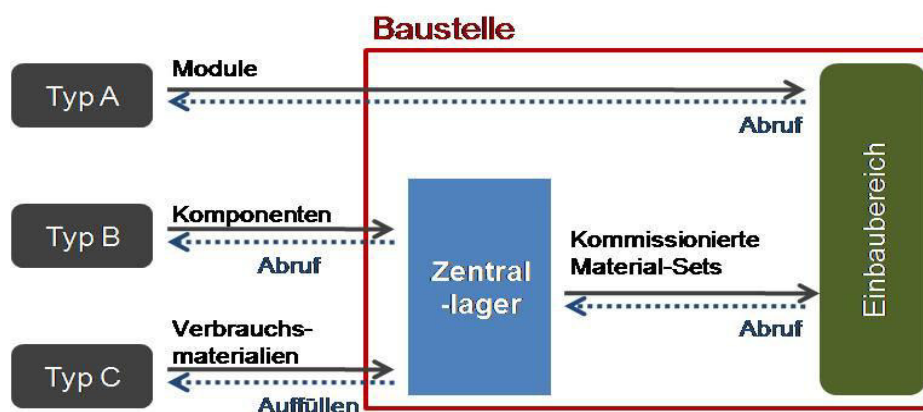 Baustelle
Typ A
Module
Abruf
Typ B
Komponenten
Abruf
Zentral
-lager
Kommissionierte
Material-Sets
Abruf
Einbaubereich
Typ C
Verbrauchs-
materialien
Auffüllen